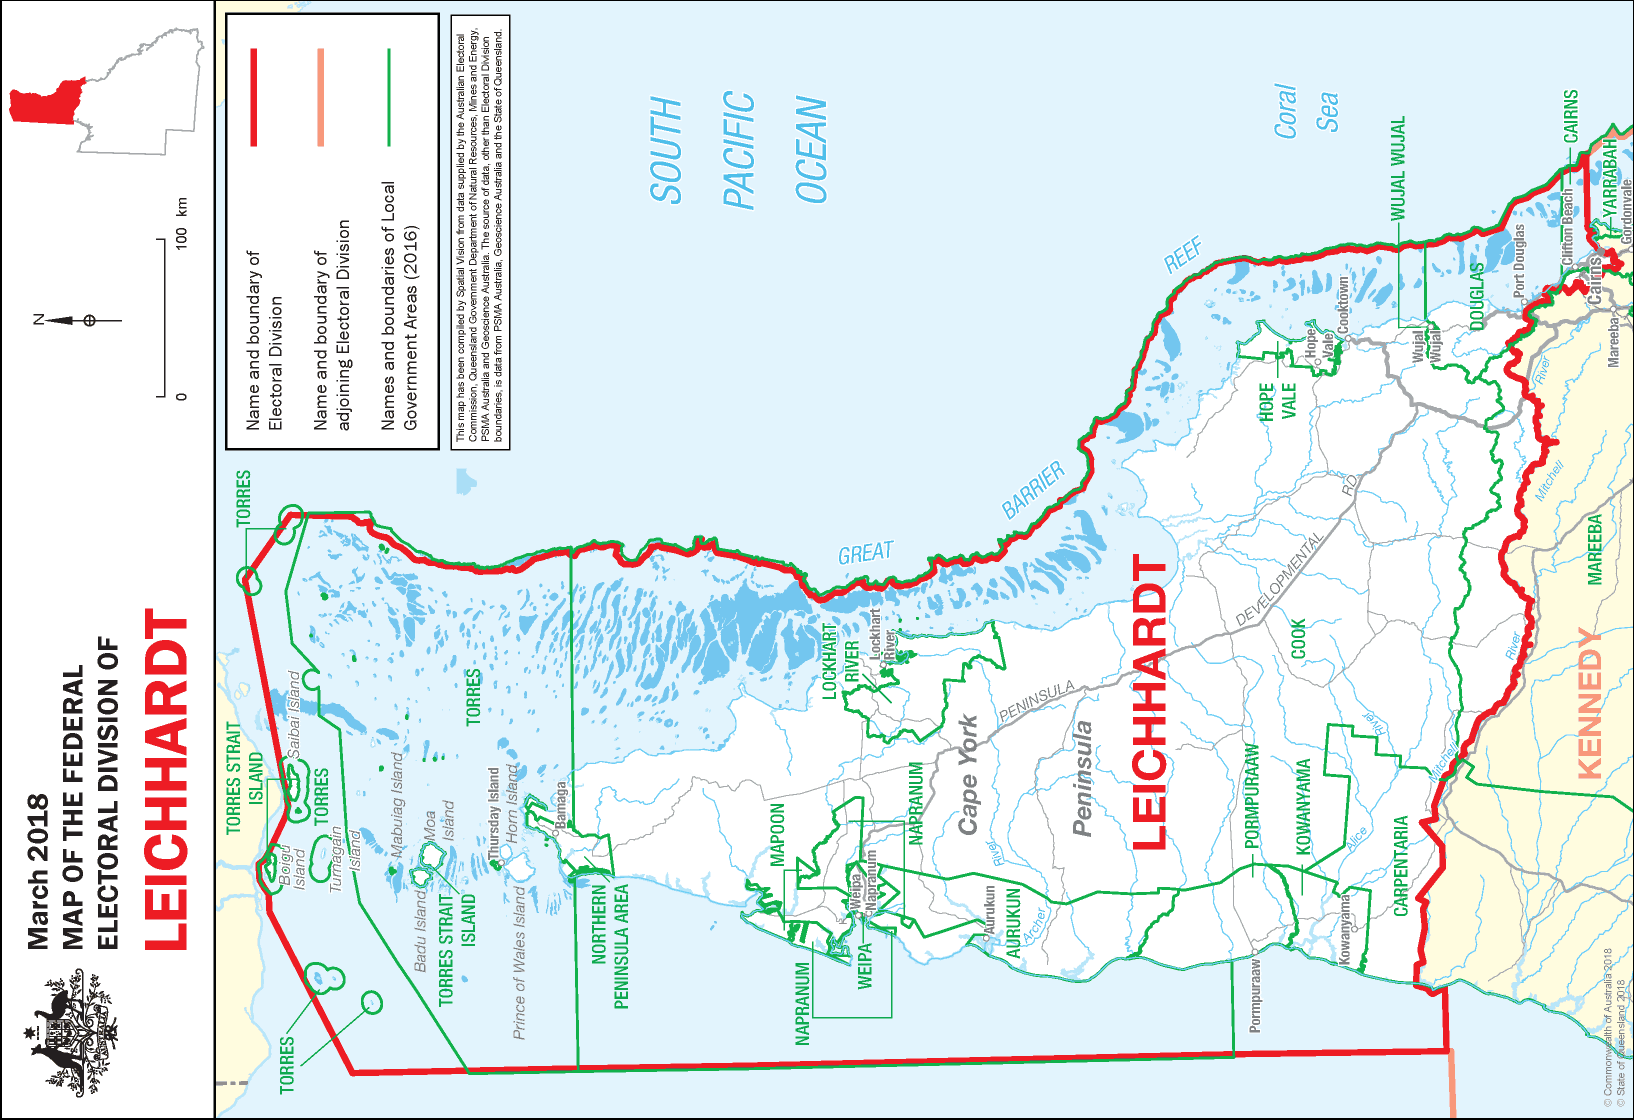 March 2018
MAP OF THE FEDERAL
ELECTORAL DIVISION OF
LEICHHARDT
N
0
100 km
Name and boundary of
Electoral Division
Name and boundary of
adjoining Electoral Division
Names and boundaries of Local
Government Areas (2016)
This map has been compiled by Spatial Vision from data supplied by the Australian Electoral
Commission, Queensland Government Department of Natural Resources, Mines and Energy,
PSMA Australia and Geoscience Australia. The source of data, other than Electoral Division
boundaries, is data from PSMA Australia, Geoscience Australia and the State of Queensland.
TORRES
TORRES STRAIT
ISLAND
Saibai Island
TORRES
Boigu
Island
Turnagain
Island
TORRES
Mabuiag Island
Moa
Island
Badu Island
TORRES STRAIT
ISLAND
TORRES
Thursday Island
Horn Island
Prince of Wales Island
Bamaga
NORTHERN
PENINSULA AREA
SOUTH
PACIFIC
OCEAN
Coral
Sea
GREAT
BARRIER
REEF
MAPOON
NAPRANUM
NAPRANUM
WEIPA
Weipa
Napranum
LOCKHART
RIVER
Lockhart
River
Cape York
Peninsula
PENINSULA
DEVELOPMENTAL
RD
LEICHHARDT
River
Archer
Aurukun
AURUKUN
COOK
PORMPURAAW
Pormpuraaw
KOWANYAMA
Kowanyama
Alice
River
CARPENTARIA
Mitchell
River
Mitchell
River
HOPE
VALE
Hope
Vale
Cooktown
WUJAL WUJAL
Wujal
Wujal
DOUGLAS
Port Douglas
Clifton Beach
CAIRNS
Cairns
YARRABAH
Gordonvale
Mareeba
MAREEBA
KENNEDY
© Commonwealth of Australia 2018
© State of Queensland 2018